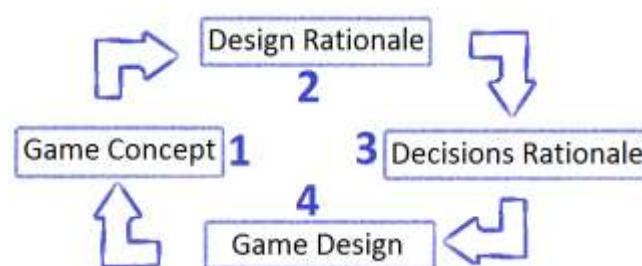 Design Rationale
2
Game Concept 1
3 Decisions Rationale
4
Game Design